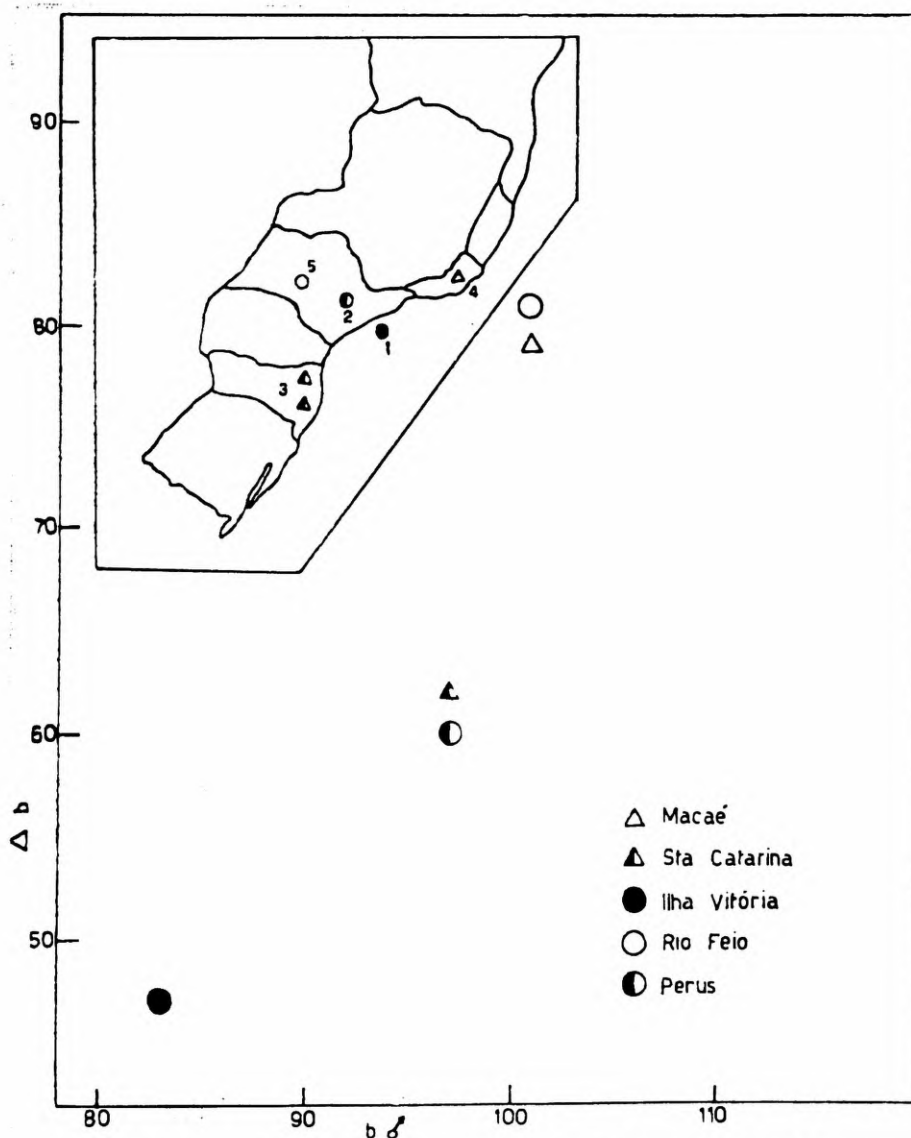 90
80
70
60
50
Δ b
5
2
4
1
3
Macaé
Sta Catarina
Ilha Vitória
Rio Feio
Perus
80 90 100 110
b ♂